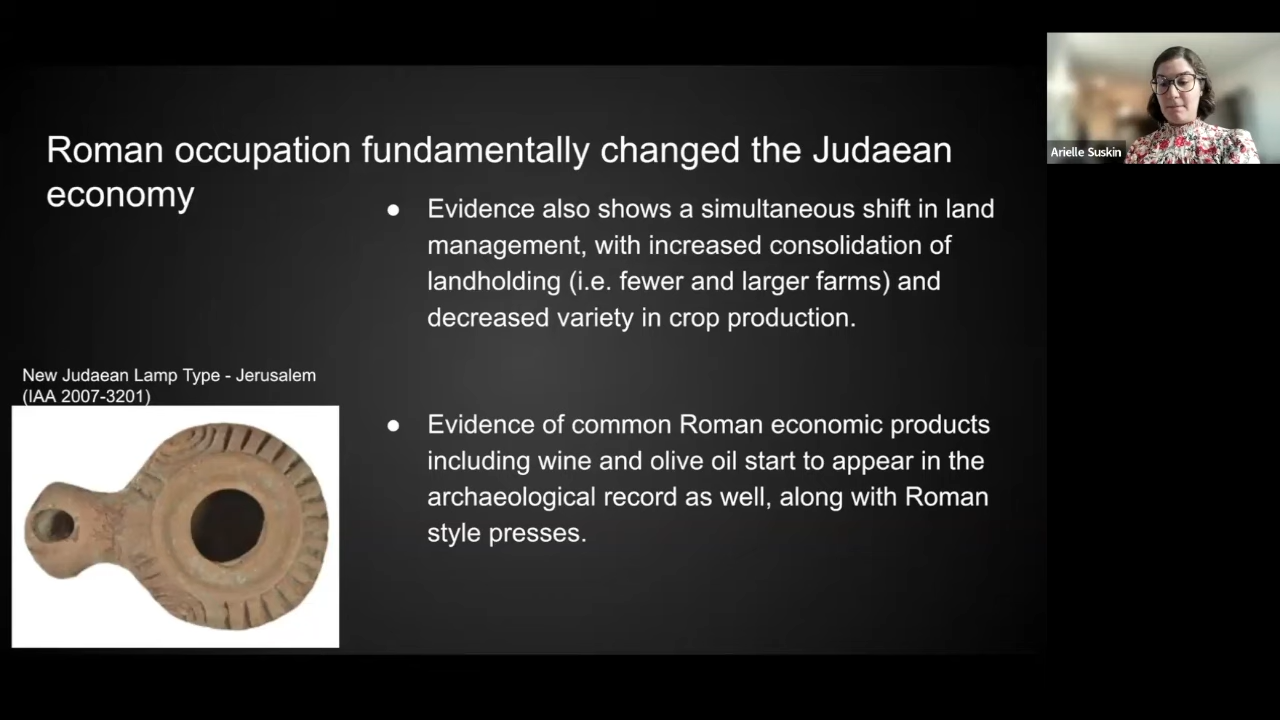 Roman occupation fundamentally changed the Judaean
economy
● Evidence also shows a simultaneous shift in land
management, with increased consolidation of
landholding (i.e. fewer and larger farms) and
decreased variety in crop production.
New Judaean Lamp Type - Jerusalem
(IAA 2007-3201)
● Evidence of common Roman economic products
including wine and olive oil start to appear in the
archaeological record as well, along with Roman
style presses.
Arielle Suskin